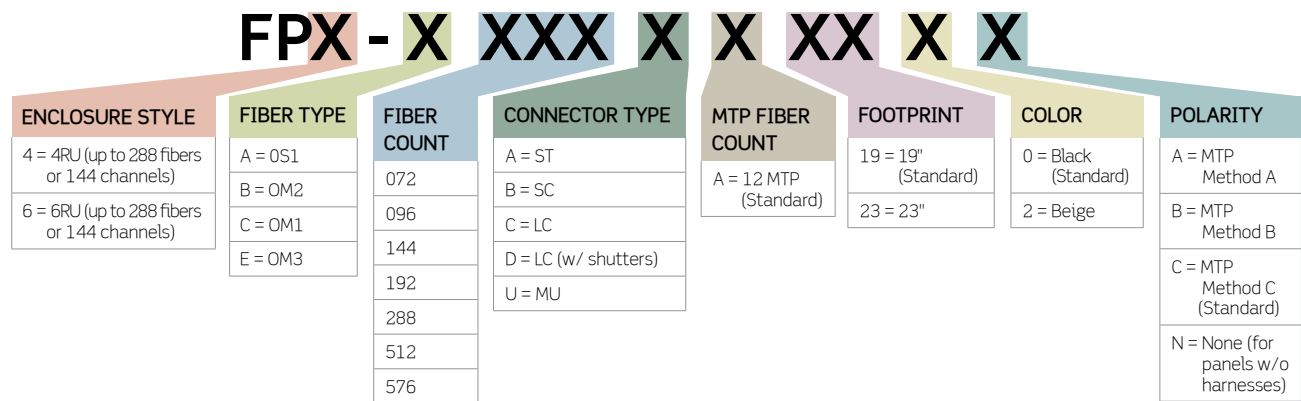 FPX - X XXX X X XX X X
ENCLOSURE STYLE
4 = 4RU (up to 288 fibers
or 144 channels)
6 = 6RU (up to 288 fibers
or 144 channels)
FIBER TYPE
A = 0S1
B = OM2
C = OM1
E = OM3
FIBER
COUNT
072
096
144
192
288
512
576
CONNECTOR TYPE
A = ST
B = SC
C = LC
D = LC (w/ shutters)
U = MU
MTP FIBER
COUNT
A = 12 MTP
(Standard)
FOOTPRINT
19 = 19"
(Standard)
23 = 23"
COLOR
0 = Black
(Standard)
2 = Beige
POLARITY
A = MTP
Method A
B = MTP
Method B
C = MTP
Method C
(Standard)
N = None (for
panels w/o
harnesses)